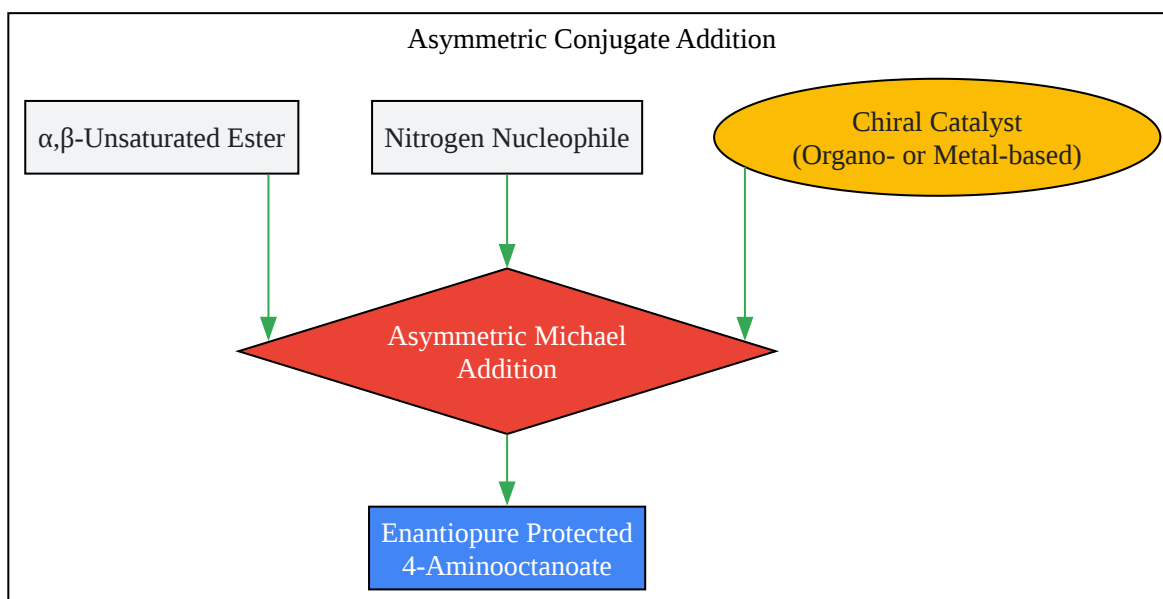 Asymmetric Conjugate Addition
α,β-Unsaturated Ester
Nitrogen Nucleophile
Chiral Catalyst
(Organo- or Metal-based)
Asymmetric Michael
Addition
Enantiopure Protected
4-Aminooctanoate